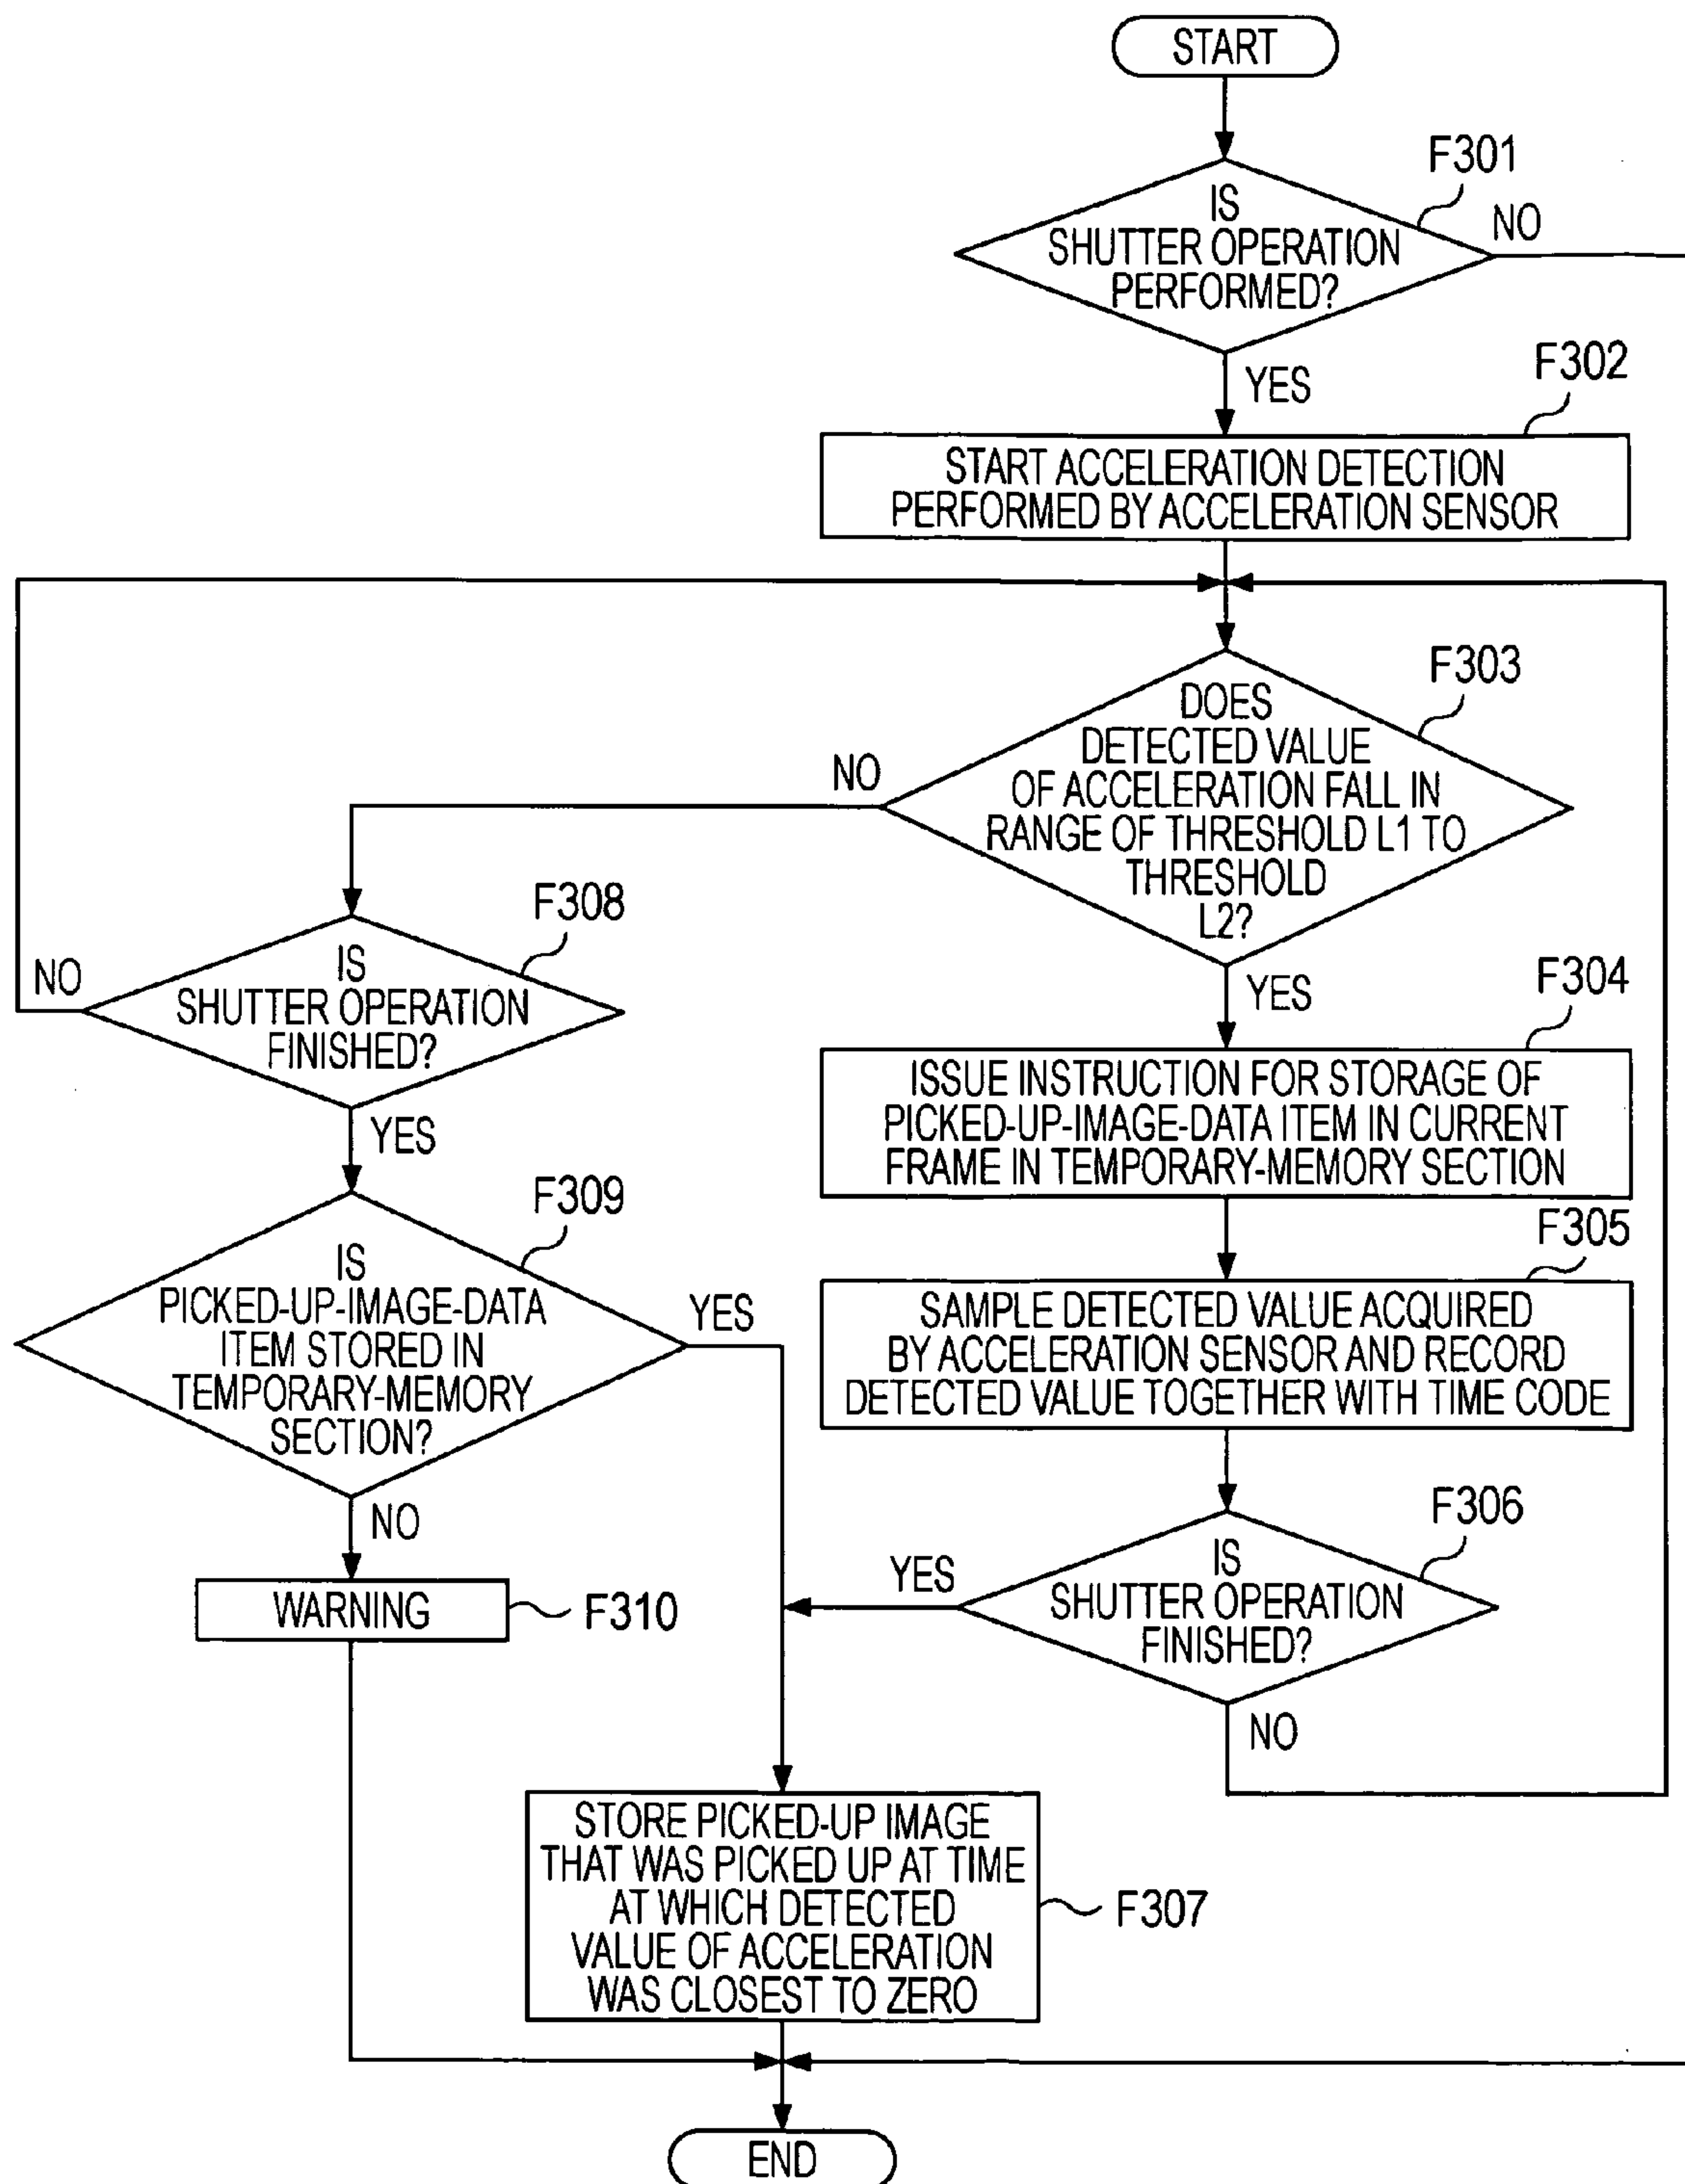 START
F301
IS
SHUTTER OPERATION
PERFORMED?
NO
YES
F302
START ACCELERATION DETECTION
PERFORMED BY ACCELERATION SENSOR
F303
DOES
DETECTED VALUE
OF ACCELERATION FALL IN
RANGE OF THRESHOLD L1 TO
THRESHOLD
L2?
NO
YES
F308
IS
SHUTTER OPERATION
FINISHED?
NO
YES
F304
ISSUE INSTRUCTION FOR STORAGE OF
PICKED-UP-IMAGE-DATA ITEM IN CURRENT
FRAME IN TEMPORARY-MEMORY SECTION
F309
IS
PICKED-UP-IMAGE-DATA
ITEM STORED IN
TEMPORARY-MEMORY
SECTION?
YES
NO
F305
SAMPLE DETECTED VALUE ACQUIRED
BY ACCELERATION SENSOR AND RECORD
DETECTED VALUE TOGETHER WITH TIME CODE
F306
IS
SHUTTER OPERATION
FINISHED?
YES
NO
WARNING
F310
STORE PICKED-UP IMAGE
THAT WAS PICKED UP AT TIME
AT WHICH DETECTED
VALUE OF ACCELERATION
WAS CLOSEST TO ZERO
F307
END